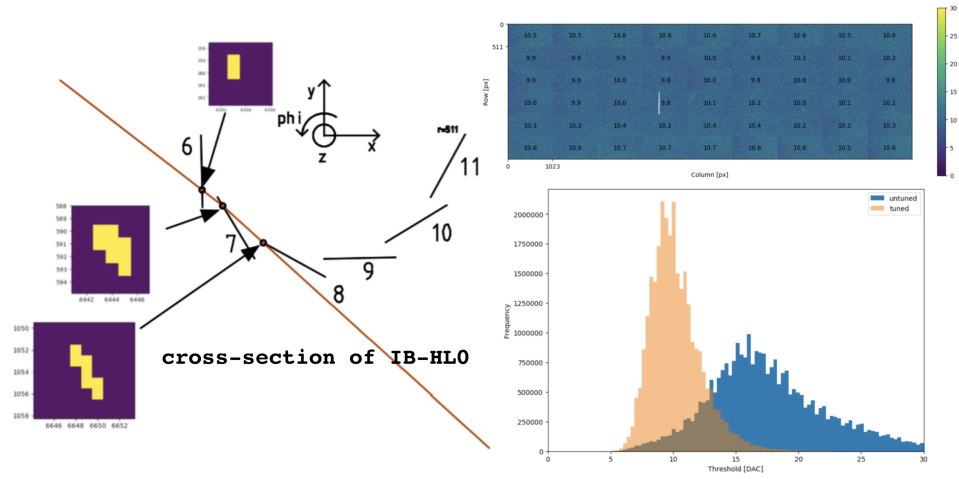 358
359
360
361
362
6042 6044 6046
6
y
phi
x
z
r=511
11
10
9
8
7
588
589
590
591
592
593
594
6442 6444 6446
1050
1052
1054
1056
1058
6646 6648 6650 6652
cross-section of IB-HL0
0
511
Row [px]
10.5 10.5 10.6 10.6 10.6 10.7 10.6 10.5 10.6
9.9 9.8 9.9 9.9 10.0 9.9 10.1 10.1 10.2
9.9 9.9 10.0 9.8 9.9 10.0 10.0 9.9
10.0 9.9 10.0 9.8 10.1 10.2 10.0 10.1 10.1
10.3 10.2 10.4 10.2 10.4 10.4 10.2 10.2 10.3
10.6 10.6 10.7 10.7 10.6 10.6 10.5 10.6
0 1023
Column [px]
30
25
20
15
10
5
0
untuned
tuned
2000000
1750000
1500000
1250000
1000000
750000
500000
250000
0
Frequency
0 5 10 15 20 25 30
Threshold [DAC]